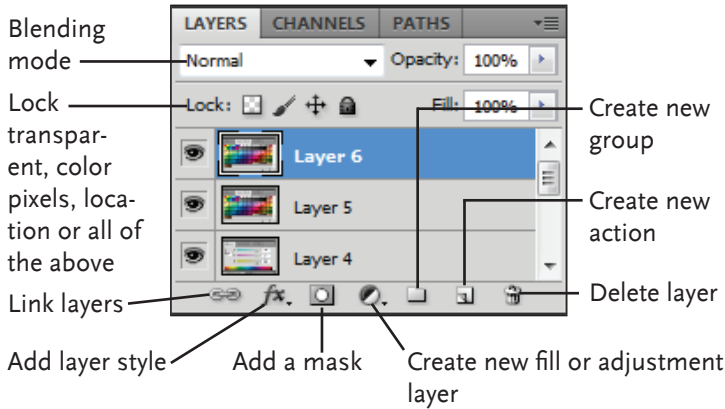 Blending
mode
Lock
transpar-
ent, color
pixels, loca-
tion or all of
the above
Link layers
Add layer style
LAYERS CHANNELS PATHS
Normal Opacity: 100%
Lock: Fill: 100%
Layer 6
Layer 5
Layer 4
fx.
Add a mask
Create new fill or adjustment
layer
Create new
group
Create new
action
Delete layer